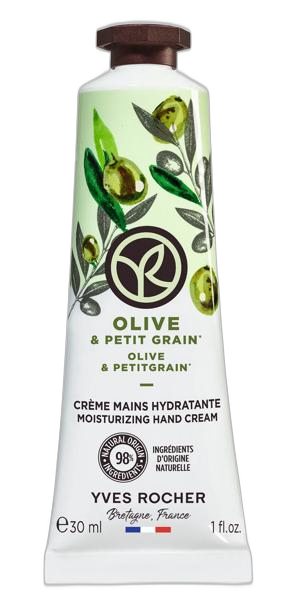 OLIVE
& PETIT GRAIN*
OLIVE
& PETITGRAIN*
CRÈME MAINS HYDRATANTE
MOISTURIZING HAND CREAM
NATURAL ORIGIN
98%
INGREDIENTS
INGRÉDIENTS
D'ORIGINE
NATURELLE
YVES ROCHER
Bretagne, France
℮30 ml
1 fl.oz.